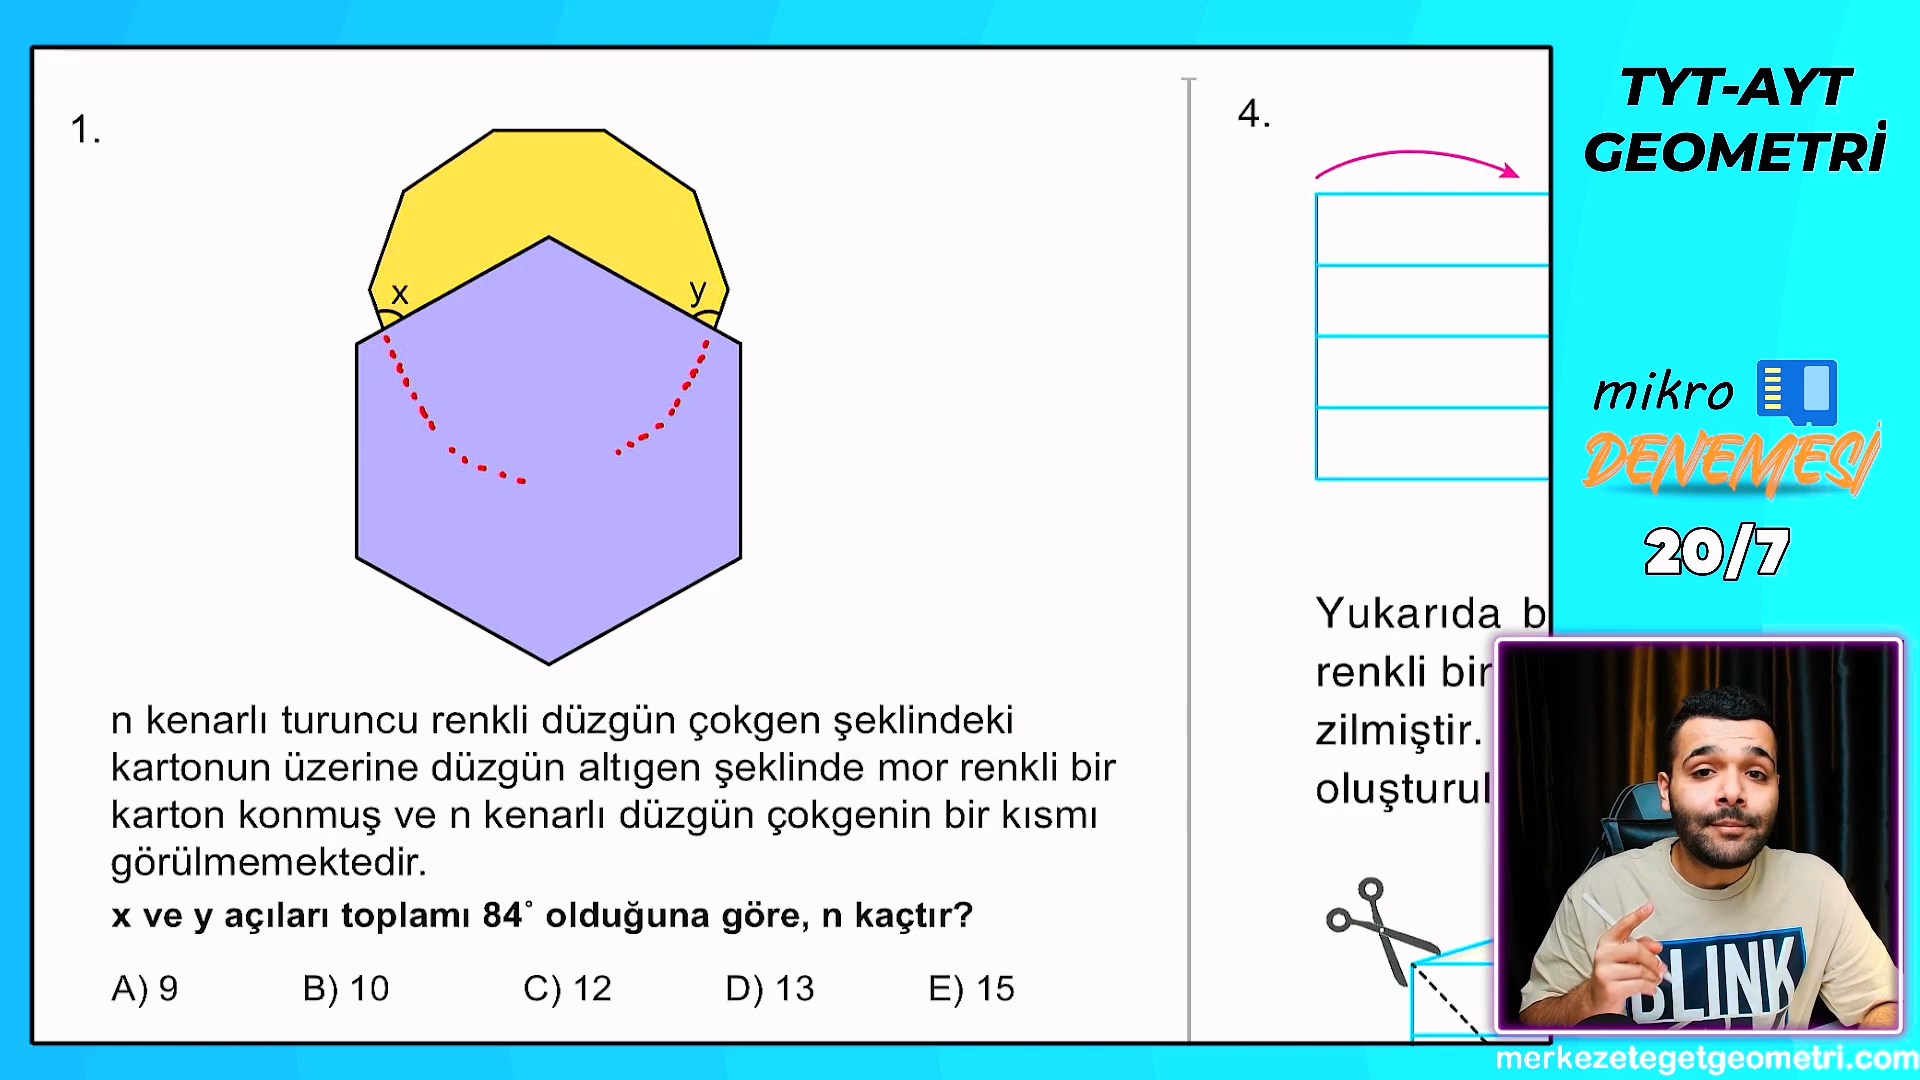 1.
x
y
n kenarlı turuncu renkli düzgün çokgen şeklindeki
kartonun üzerine düzgün altıgen şeklinde mor renkli bir
karton konmuş ve n kenarlı düzgün çokgenin bir kısmı
görülmemektedir.
x ve y açıları toplamı 84° olduğuna göre, n kaçtır?
A) 9 B) 10 C) 12 D) 13 E) 15
4.
Yukarıda b
renkli bir
zilmiştir.
oluşturul
TYT-AYT
GEOMETRİ
mikro
DENEMESİ
20/7
BLINK
merkezetegetgeometri.com